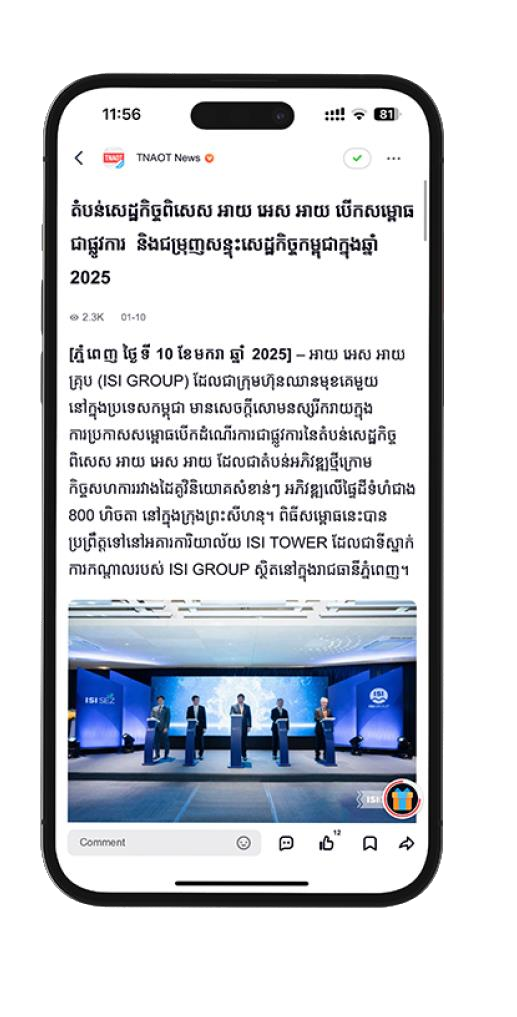 11:56
81
TNAOT
TNAOT News
តំបន់សេដ្ឋកិច្ចពិសេស អាយ អេស អាយ បើកសម្ពោធ
ជាផ្លូវការ និងជម្រុញសន្ទុះសេដ្ឋកិច្ចកម្ពុជាក្នុងឆ្នាំ
2025
2.3K 01-10
[ភ្នំពេញ ថ្ងៃទី 10 ខែមករា ឆ្នាំ 2025] – អាយ អេស អាយ
គ្រុប (ISI GROUP) ដែលជាក្រុមហ៊ុនឈានមុខគេមួយ
នៅក្នុងប្រទេសកម្ពុជា មានសេចក្តីសោមនស្សរីករាយក្នុង
ការប្រកាសសម្ពោធបើកដំណើរការជាផ្លូវការនៃតំបន់សេដ្ឋកិច្ច
ពិសេស អាយ អេស អាយ ដែលជាតំបន់អភិវឌ្ឍថ្មីក្រោម
កិច្ចសហការរវាងដៃគូវិនិយោគសំខាន់ៗ អភិវឌ្ឍលើផ្ទៃដីទំហំជាង
800 ហិចតា នៅក្នុងក្រុងព្រះសីហនុ។ ពិធីសម្ពោធនេះបាន
ប្រព្រឹត្តទៅនៅអគារការិយាល័យ ISI TOWER ដែលជាទីស្នាក់
ការកណ្តាលរបស់ ISI GROUP ស្ថិតនៅក្នុងរាជធានីភ្នំពេញ។
ISI SEZ
ISI
ISI GROUP
ISI
Comment
12